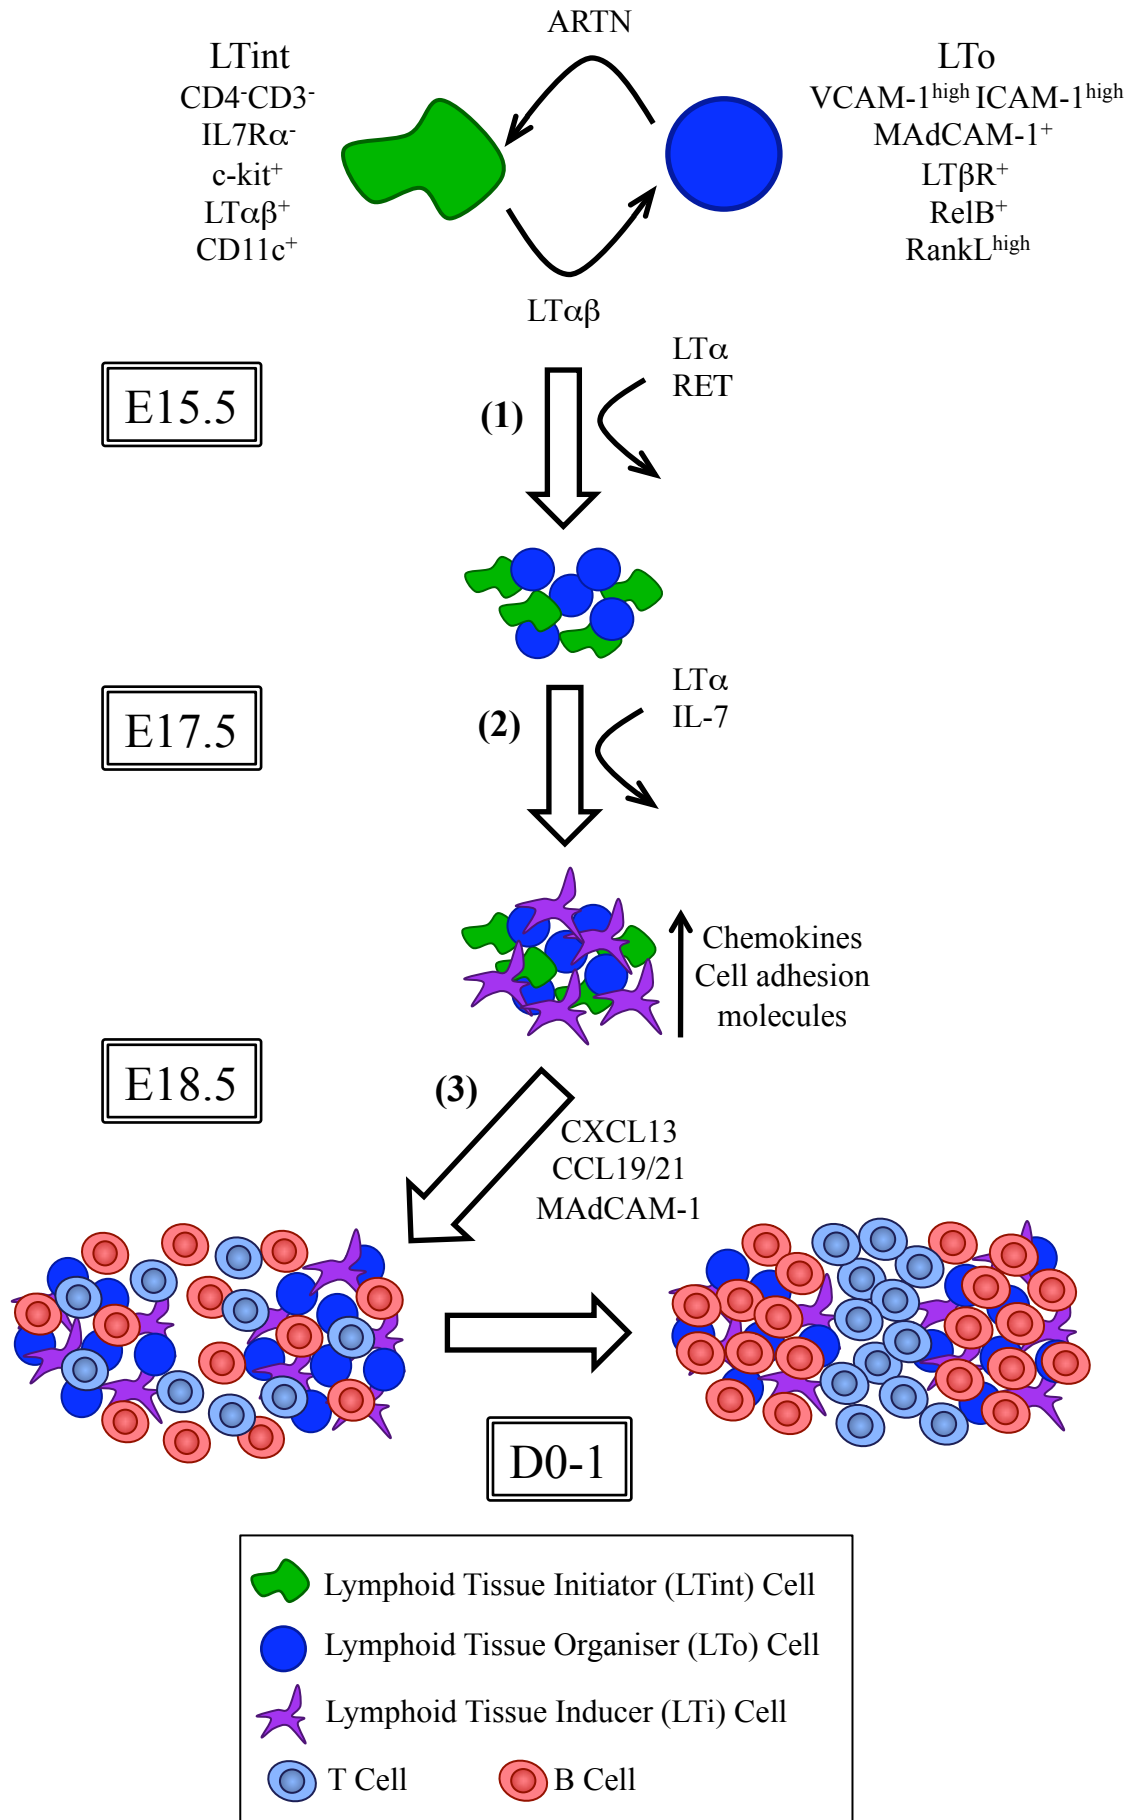 ARTN
LTint
CD4⁻CD3⁻
IL7Rα⁻
c-kit⁺
LTαβ⁺
CD11c⁺
LTo
VCAM-1ʰⁱᵍʰ ICAM-1ʰⁱᵍʰ
MAdCAM-1⁺
LTβR⁺
RelB⁺
RankLʰⁱᵍʰ
LTαβ
E15.5
(1)
LTα
RET
E17.5
(2)
LTα
IL-7
Chemokines
Cell adhesion
molecules
E18.5
(3)
CXCL13
CCL19/21
MAdCAM-1
D0-1
Lymphoid Tissue Initiator (LTint) Cell
Lymphoid Tissue Organiser (LTo) Cell
Lymphoid Tissue Inducer (LTi) Cell
T Cell
B Cell